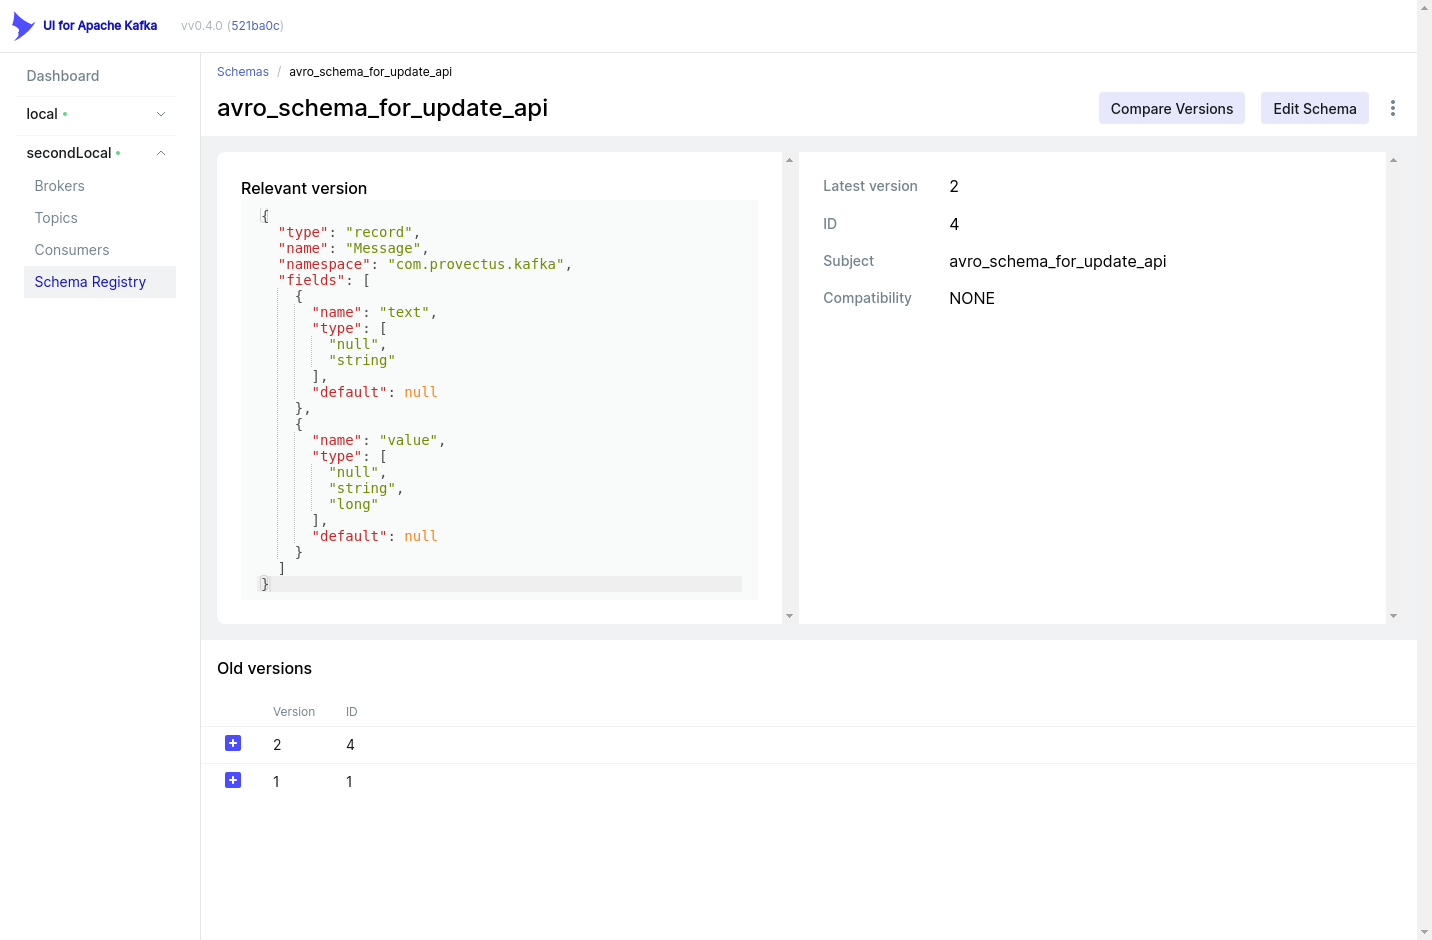 UI for Apache Kafka vv0.4.0 (521ba0c)
Dashboard
local
secondLocal
Brokers
Topics
Consumers
Schema Registry
Schemas / avro_schema_for_update_api
avro_schema_for_update_api
Compare Versions
Edit Schema
Relevant version
{
  "type": "record",
  "name": "Message",
  "namespace": "com.provectus.kafka",
  "fields": [
    {
      "name": "text",
      "type": [
        "null",
        "string"
      ],
      "default": null
    },
    {
      "name": "value",
      "type": [
        "null",
        "string",
        "long"
      ],
      "default": null
    }
  ]
}
Latest version 2
ID 4
Subject avro_schema_for_update_api
Compatibility NONE
Old versions
Version ID
2 4
1 1